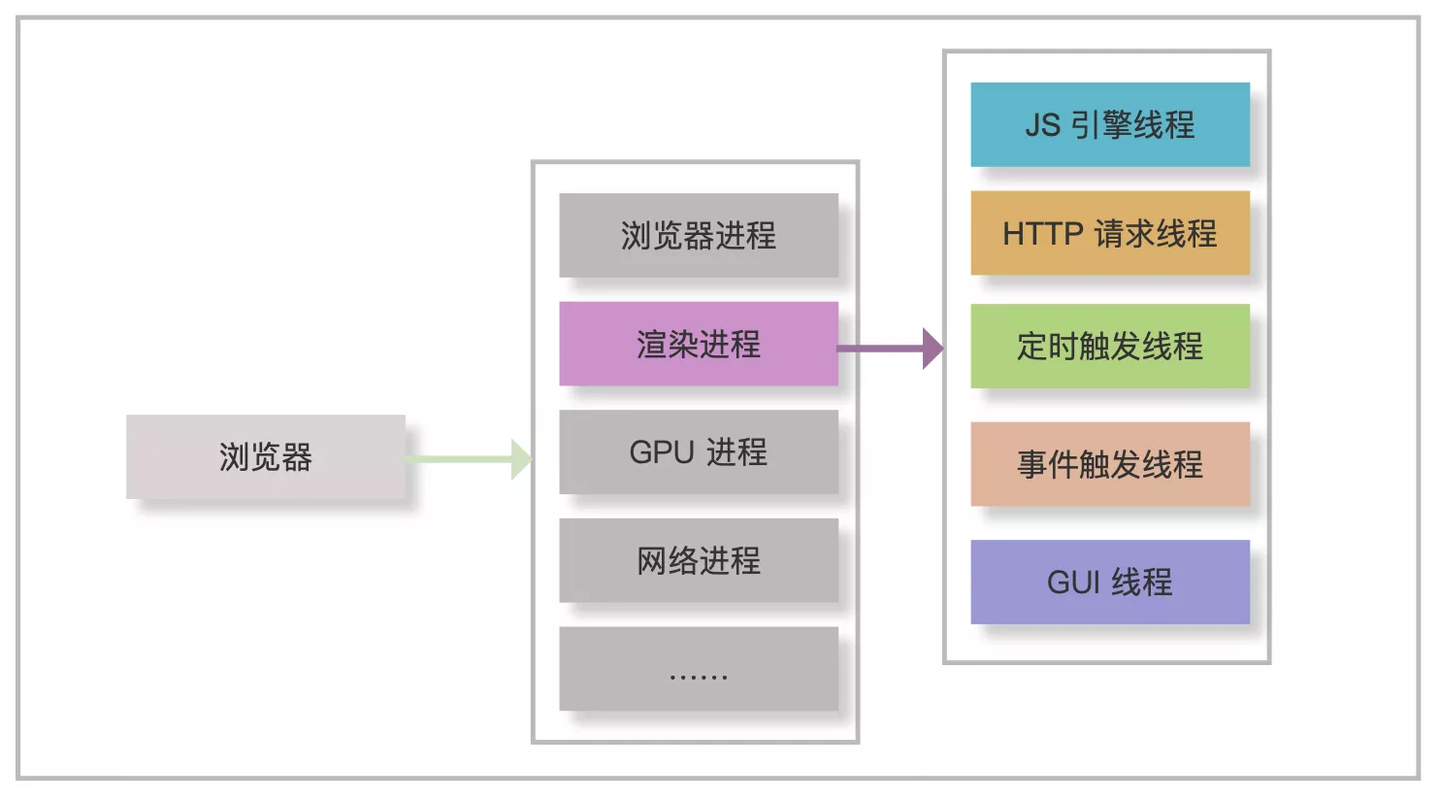 浏览器
浏览器进程
渲染进程
GPU 进程
网络进程
......
JS 引擎线程
HTTP 请求线程
定时触发线程
事件触发线程
GUI 线程